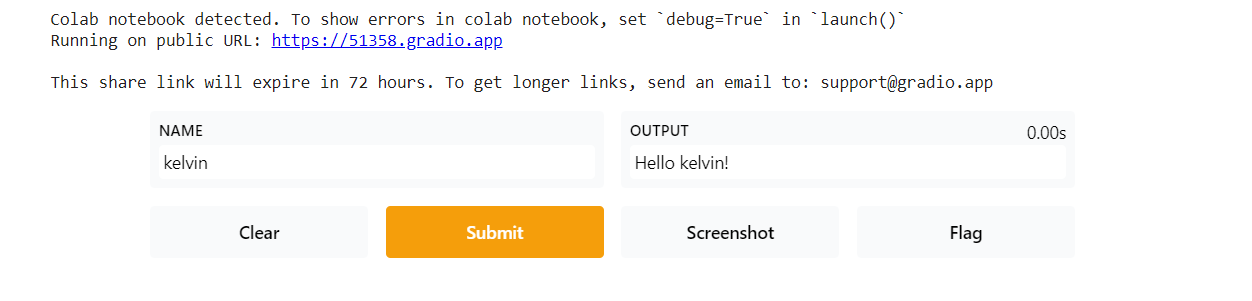 Colab notebook detected. To show errors in colab notebook, set `debug=True` in `launch()`
Running on public URL: https://51358.gradio.app
This share link will expire in 72 hours. To get longer links, send an email to: support@gradio.app
NAME
kelvin
OUTPUT 0.00s
Hello kelvin!
Clear Submit Screenshot Flag